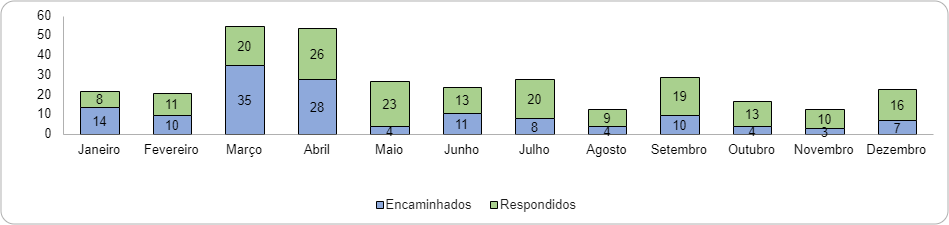 60
50
40
30
20
10
0
8 11 20 26 23 13 20 9 19 13 10 16
14 10 35 28 4 11 8 4 10 4 3 7
Janeiro Fevereiro Março Abril Maio Junho Julho Agosto Setembro Outubro Novembro Dezembro
Encaminhados Respondidos